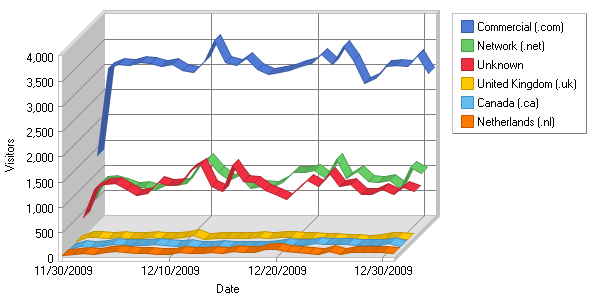 Visitors
4,000
3,500
3,000
2,500
2,000
1,500
1,000
500
0
11/30/2009 12/10/2009 12/20/2009 12/30/2009
Date
Commercial (.com)
Network (.net)
Unknown
United Kingdom (.uk)
Canada (.ca)
Netherlands (.nl)